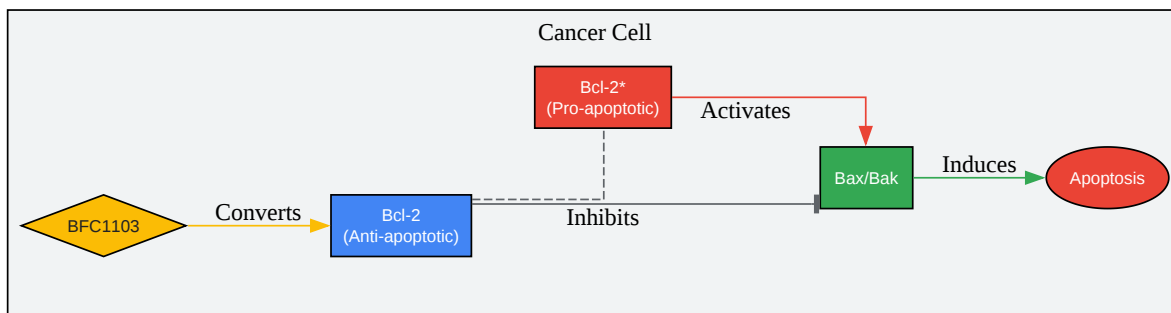 Cancer Cell
Bcl-2*
(Pro-apoptotic)
Activates
Bax/Bak
Induces
Apoptosis
BFC1103
Converts
Bcl-2
(Anti-apoptotic)
Inhibits